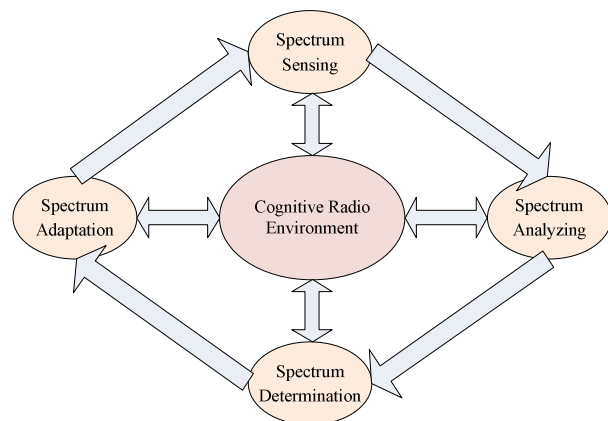 Spectrum
Sensing
Spectrum
Adaptation
Cognitive Radio
Environment
Spectrum
Analyzing
Spectrum
Determination